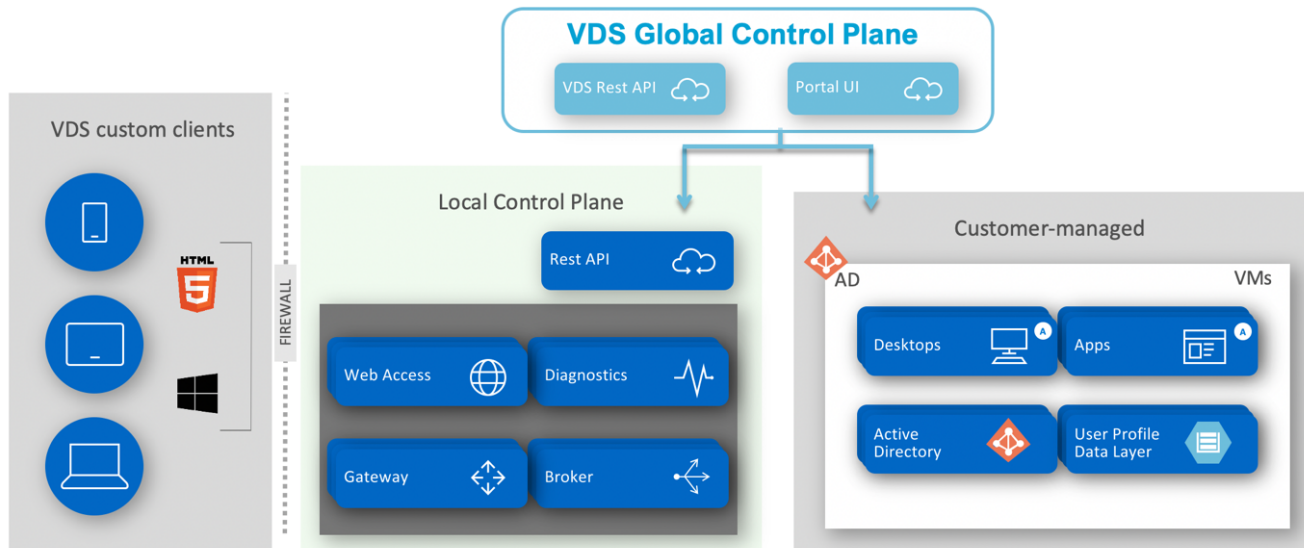 VDS Global Control Plane
VDS Rest API
Portal UI
VDS custom clients
HTML
5
FIREWALL
Local Control Plane
Rest API
Web Access
Diagnostics
Gateway
Broker
Customer-managed
AD
VMs
Desktops
A
Apps
A
Active
Directory
User Profile
Data Layer